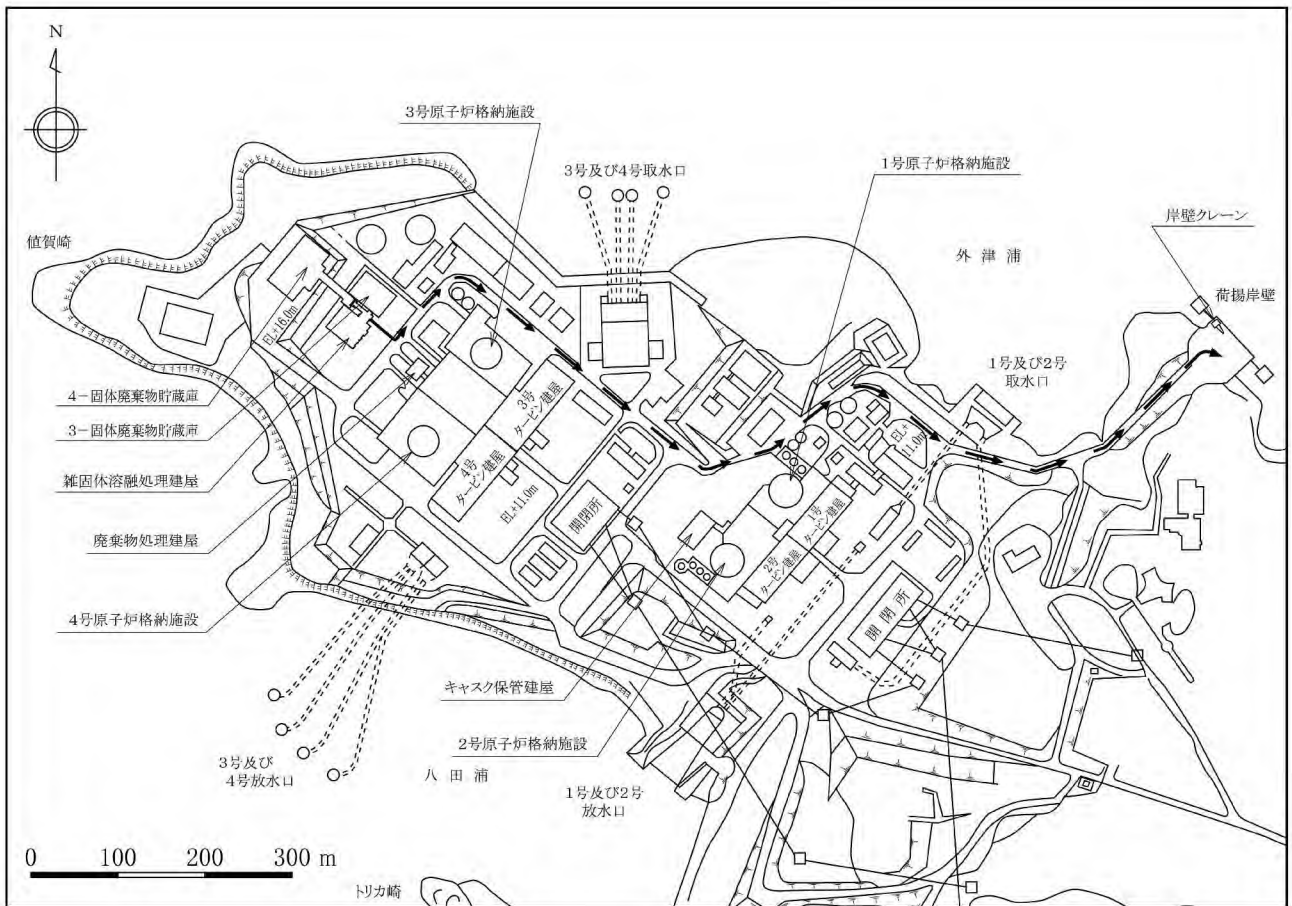 N
3号原子炉格納施設
3号及び4号取水口
1号原子炉格納施設
岸壁クレーン
値賀崎
外津浦
荷揚岸壁
EL+16.0m
1号及び2号
取水口
4-固体廃棄物貯蔵庫
3-固体廃棄物貯蔵庫
雑固体溶融処理建屋
廃棄物処理建屋
4号原子炉格納施設
3号
タービン建屋
4号
タービン建屋
EL+11.0m
開閉所
EL+
11.0m
1号
タービン建屋
2号
タービン建屋
開閉所
キャスク保管建屋
2号原子炉格納施設
3号及び
4号放水口
八田浦
1号及び2号
放水口
0 100 200 300 m
トリカ崎